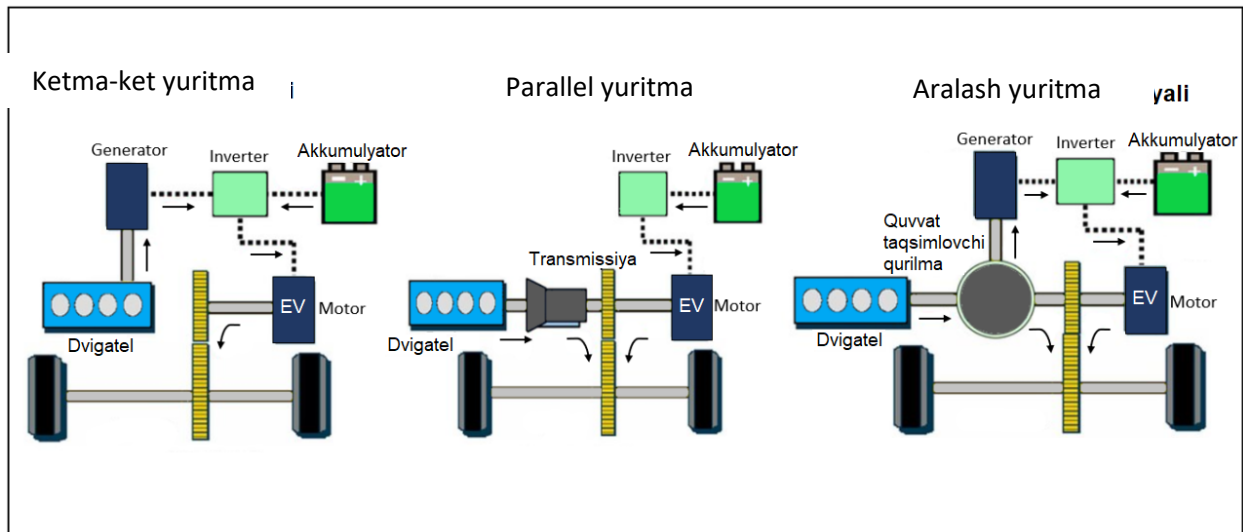 Ketma-ket yuritma i
Generator
Inverter
Akkumulyator
EV
Motor
Dvigatel
Parallel yuritma
Inverter
Akkumulyator
Transmissiya
EV
Motor
Dvigatel
Aralash yuritma yali
Generator
Inverter
Akkumulyator
Quvvat
taqsimlovchi
qurilma
EV
Motor
Dvigatel